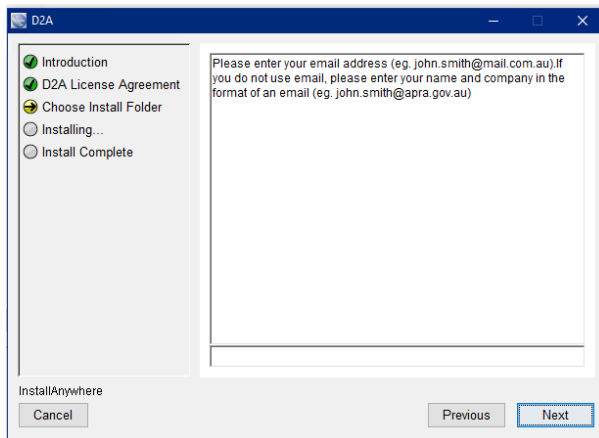 D2A
Introduction
D2A License Agreement
Choose Install Folder
Installing...
Install Complete
Please enter your email address (eg. john.smith@mail.com.au).If
you do not use email, please enter your name and company in the
format of an email (eg. john.smith@apra.gov.au)
InstallAnywhere
Cancel
Previous
Next